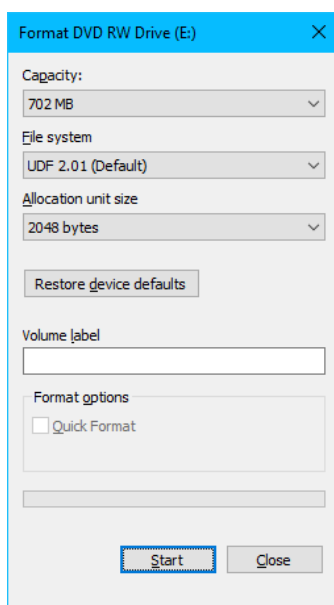 Format DVD RW Drive (E:)
Capacity:
702 MB
File system
UDF 2.01 (Default)
Allocation unit size
2048 bytes
Restore device defaults
Volume label
Format options
Quick Format
Start Close